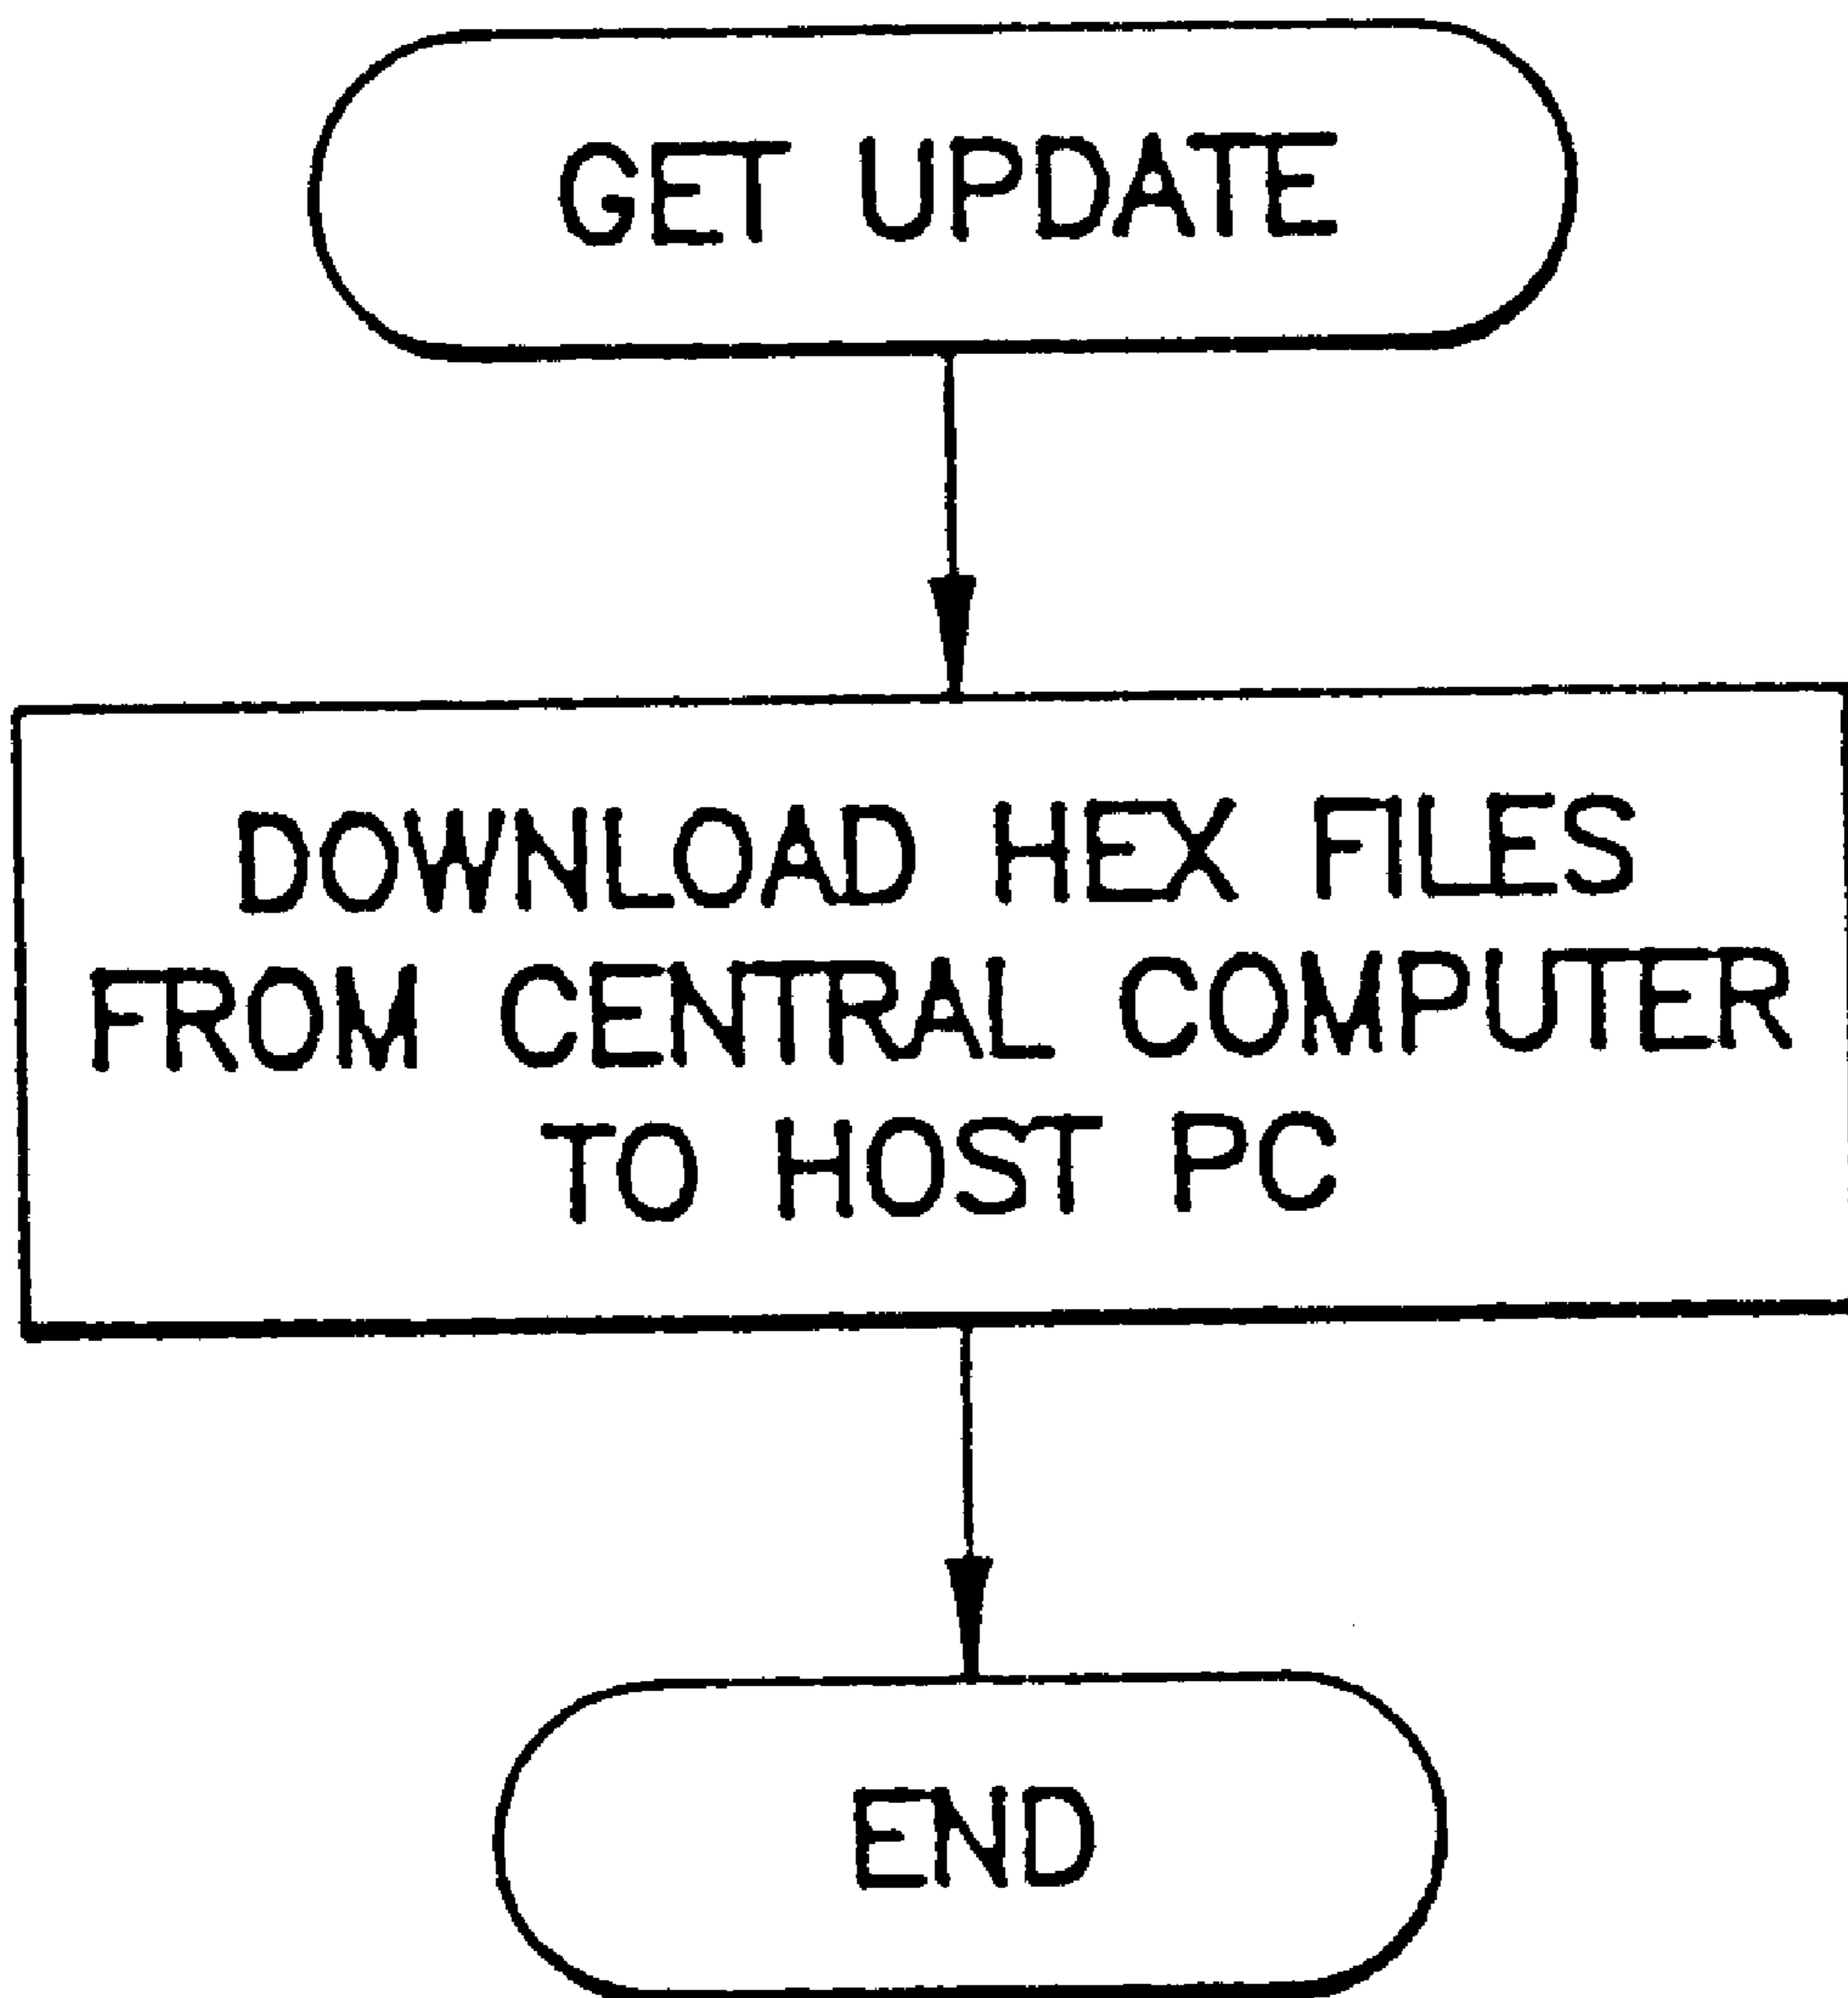 GET UPDATE
DOWNLOAD HEX FILES
FROM CENTRAL COMPUTER
TO HOST PC
END